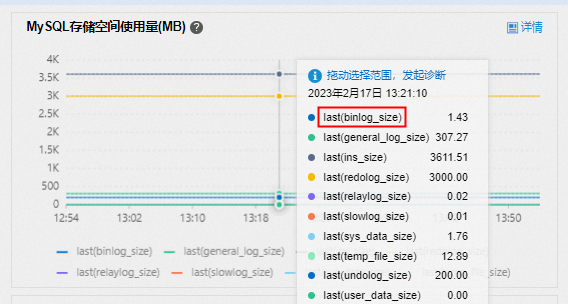 MySQL存储空间使用量(MB) ?
详情
4K
3.5K
3K
2.5K
2K
1.5K
1K
500
0
12:54
13:02
13:10
13:18
13:50
拖动选择范围，发起诊断
2023年2月17日 13:21:10
last(binlog_size) 1.43
last(general_log_size) 307.27
last(ins_size) 3611.51
last(redolog_size) 3000.00
last(relaylog_size) 0.02
last(slowlog_size) 0.01
last(sys_data_size) 1.76
last(temp_file_size) 12.89
last(undolog_size) 200.00
last(user_data_size) 0.00
last(binlog_size) last(general_log_size)
last(relaylog_size) last(slowlog_size)